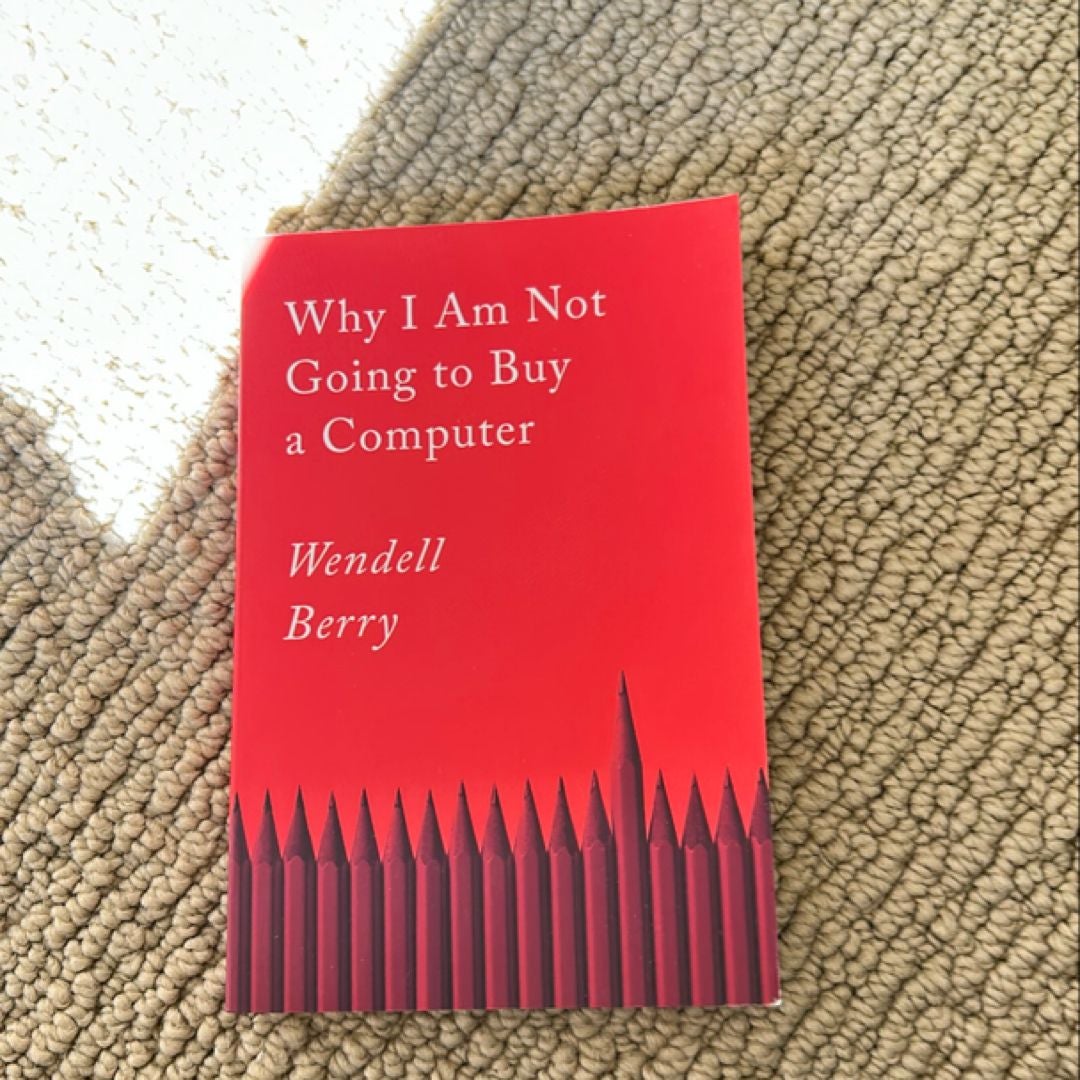 Why I Am Not
Going to Buy
a Computer
Wendell
Berry